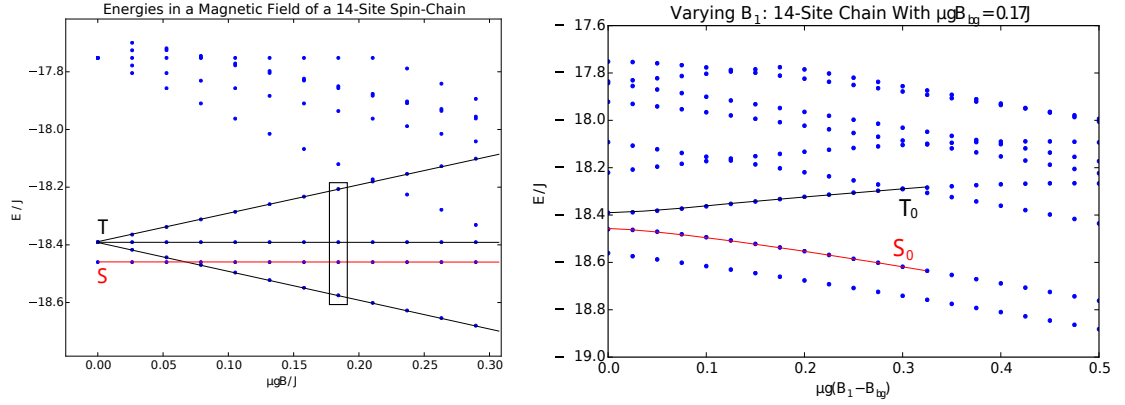 Energies in a Magnetic Field of a 14-Site Spin-Chain
−17.8
−18.0
−18.2
−18.4
−18.6
E/J
T
S
0.00 0.05 0.10 0.15 0.20 0.25 0.30
μgB/J
Varying B₁: 14-Site Chain With μgB_bg=0.17J
−17.6
−17.8
−18.0
−18.2
−18.4
−18.6
−18.8
−19.0
E/J
T₀
S₀
0.0 0.1 0.2 0.3 0.4 0.5
μg(B₁−B_bg)